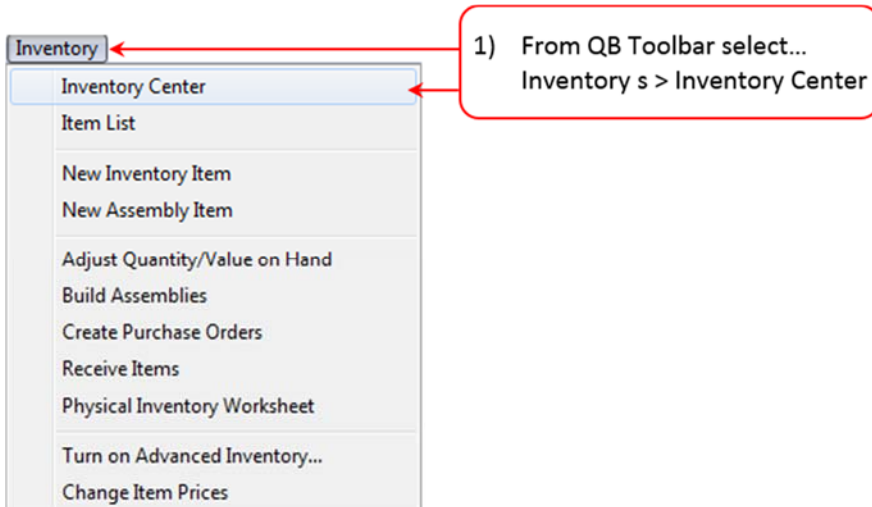 Inventory
1) From QB Toolbar select...
Inventory s > Inventory Center
Inventory Center
Item List
New Inventory Item
New Assembly Item
Adjust Quantity/Value on Hand
Build Assemblies
Create Purchase Orders
Receive Items
Physical Inventory Worksheet
Turn on Advanced Inventory...
Change Item Prices